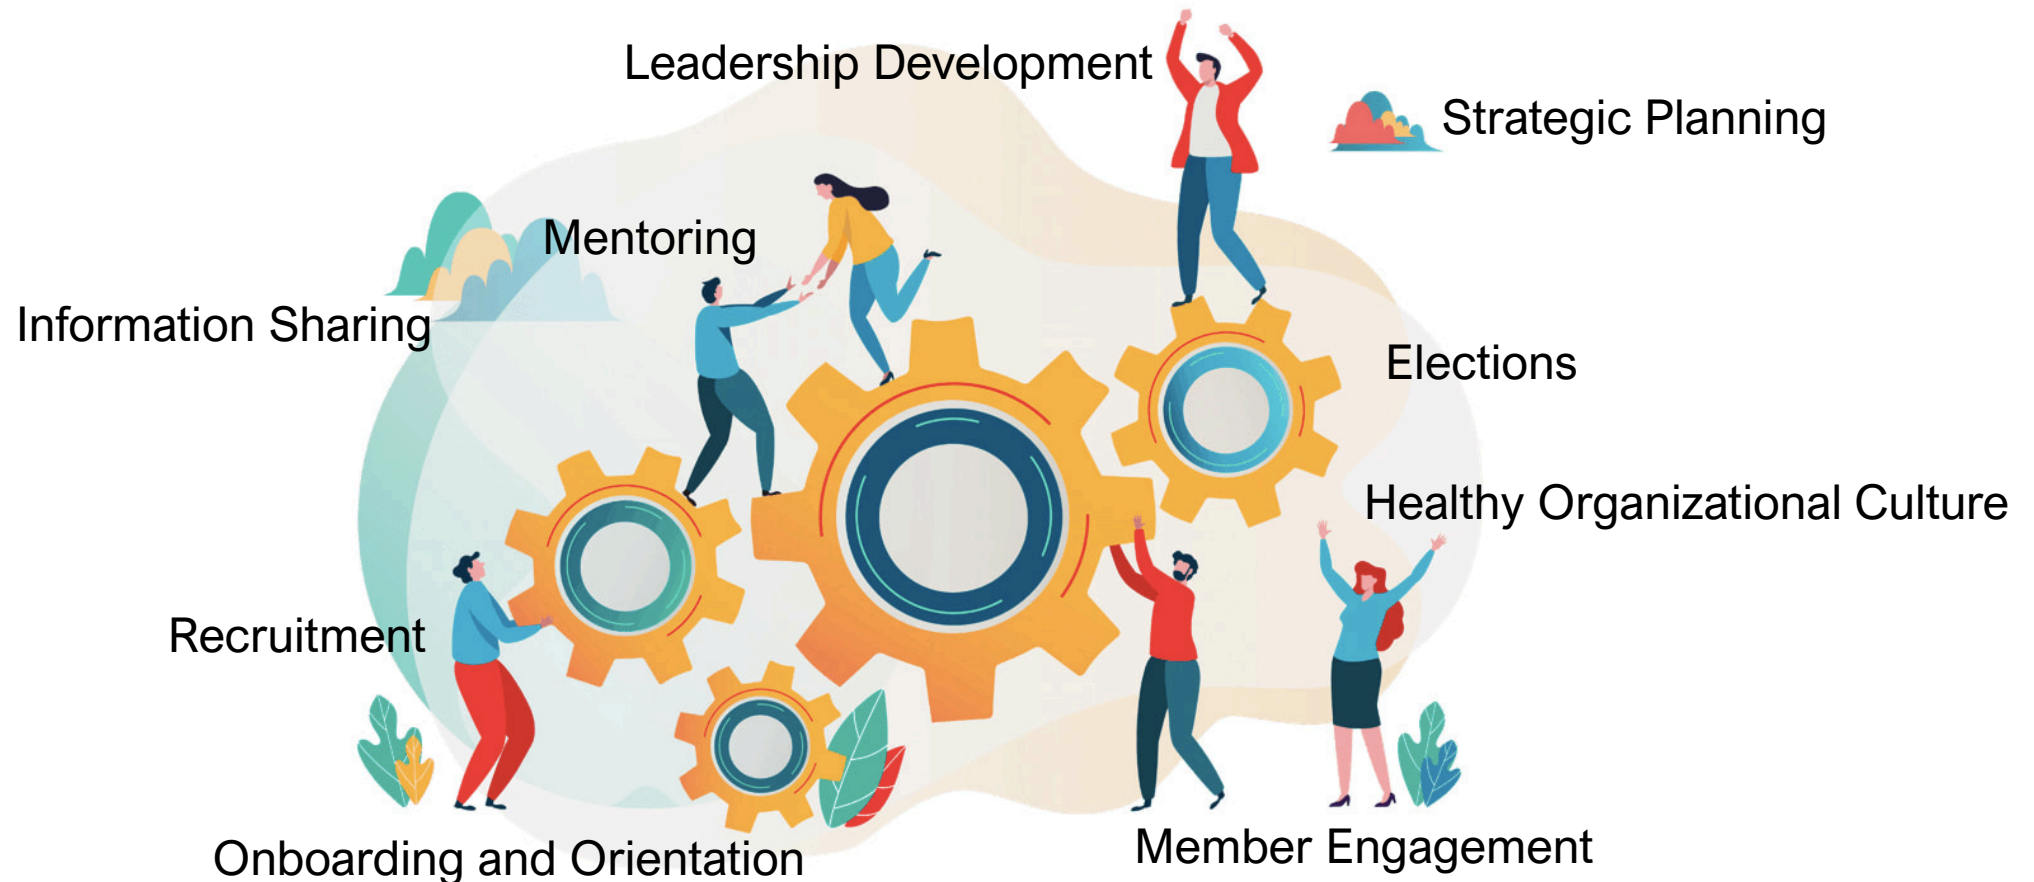 Leadership Development
Strategic Planning
Mentoring
Information Sharing
Elections
Healthy Organizational Culture
Recruitment
Onboarding and Orientation
Member Engagement